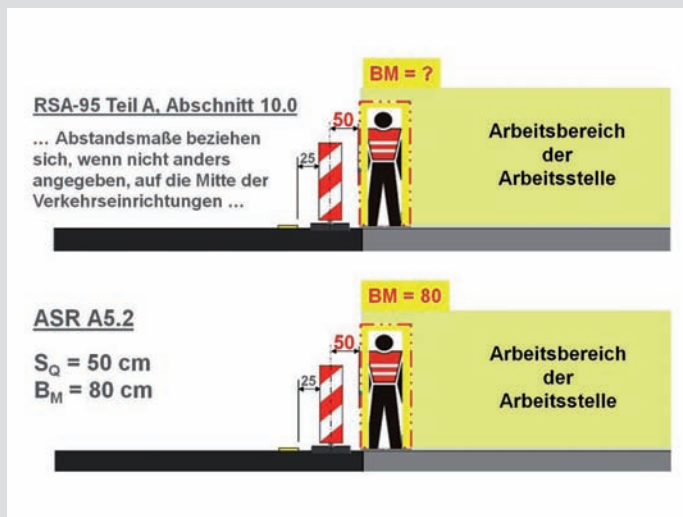 BM = ?
RSA-95 Teil A, Abschnitt 10.0
... Abstandsmaße beziehen
sich, wenn nicht anders
angegeben, auf die Mitte der
Verkehrseinrichtungen ...
50
25
Arbeitsbereich
der
Arbeitsstelle
BM = 80
ASR A5.2
S_Q = 50 cm
B_M = 80 cm
50
25
Arbeitsbereich
der
Arbeitsstelle